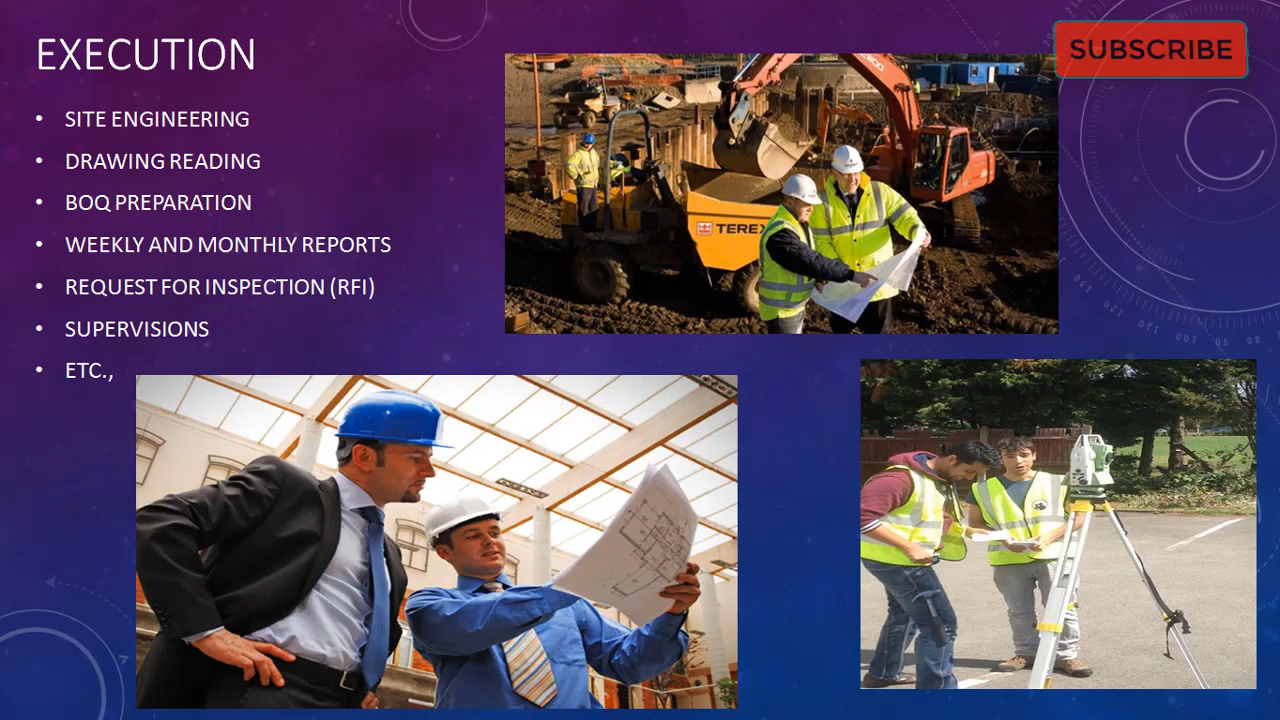 EXECUTION
SUBSCRIBE
• SITE ENGINEERING
• DRAWING READING
• BOQ PREPARATION
• WEEKLY AND MONTHLY REPORTS
• REQUEST FOR INSPECTION (RFI)
• SUPERVISIONS
• ETC.,
TEREX